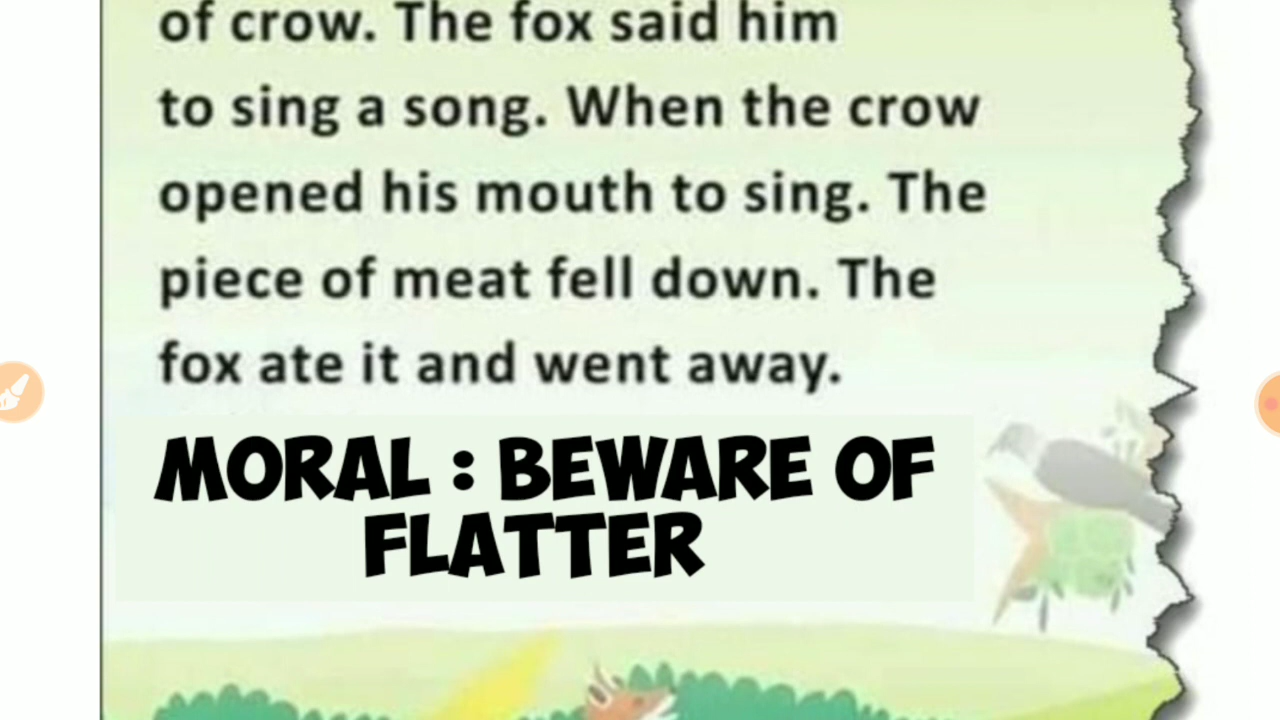 of crow. The fox said him
to sing a song. When the crow
opened his mouth to sing. The
piece of meat fell down. The
fox ate it and went away.
MORAL : BEWARE OF
FLATTER